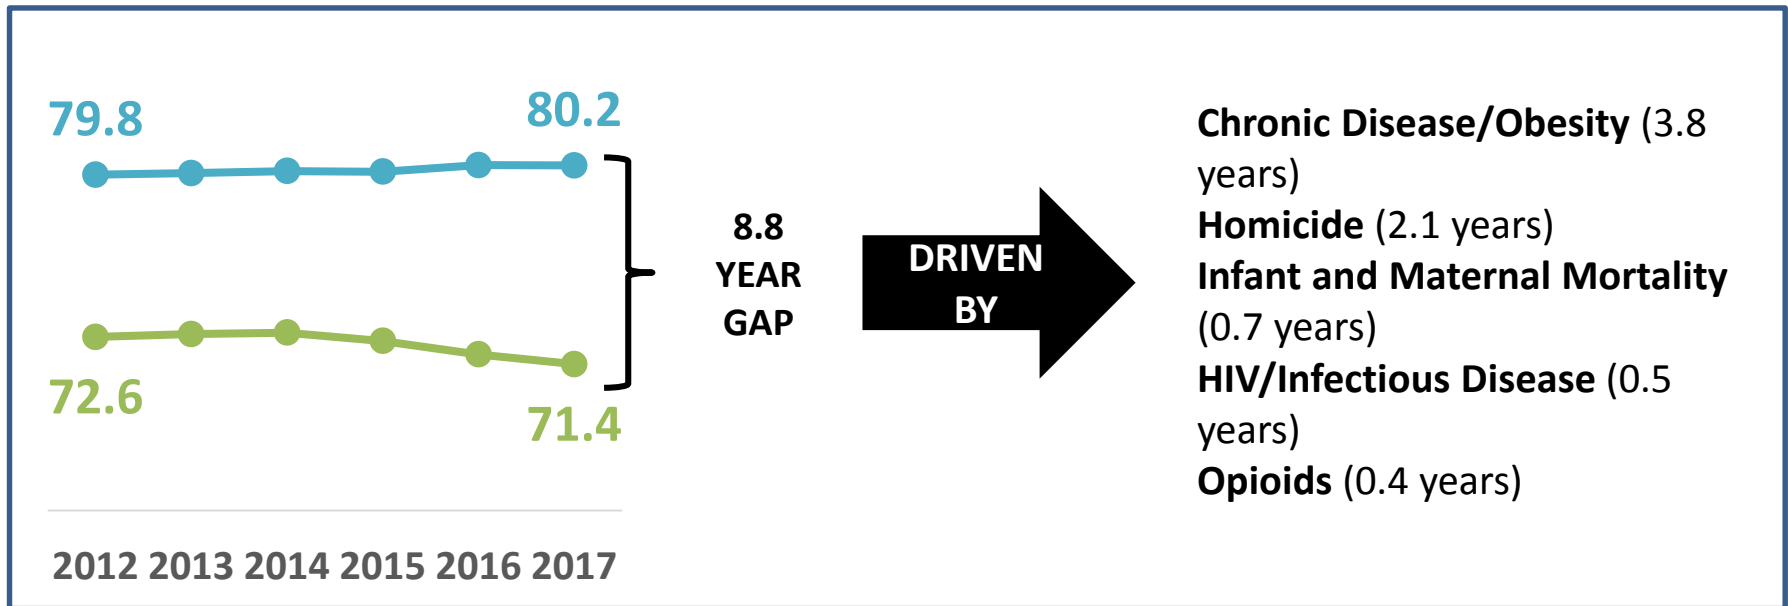 79.8
80.2
72.6
71.4
2012 2013 2014 2015 2016 2017
8.8
YEAR
GAP
DRIVEN
BY
Chronic Disease/Obesity (3.8
years)
Homicide (2.1 years)
Infant and Maternal Mortality
(0.7 years)
HIV/Infectious Disease (0.5
years)
Opioids (0.4 years)